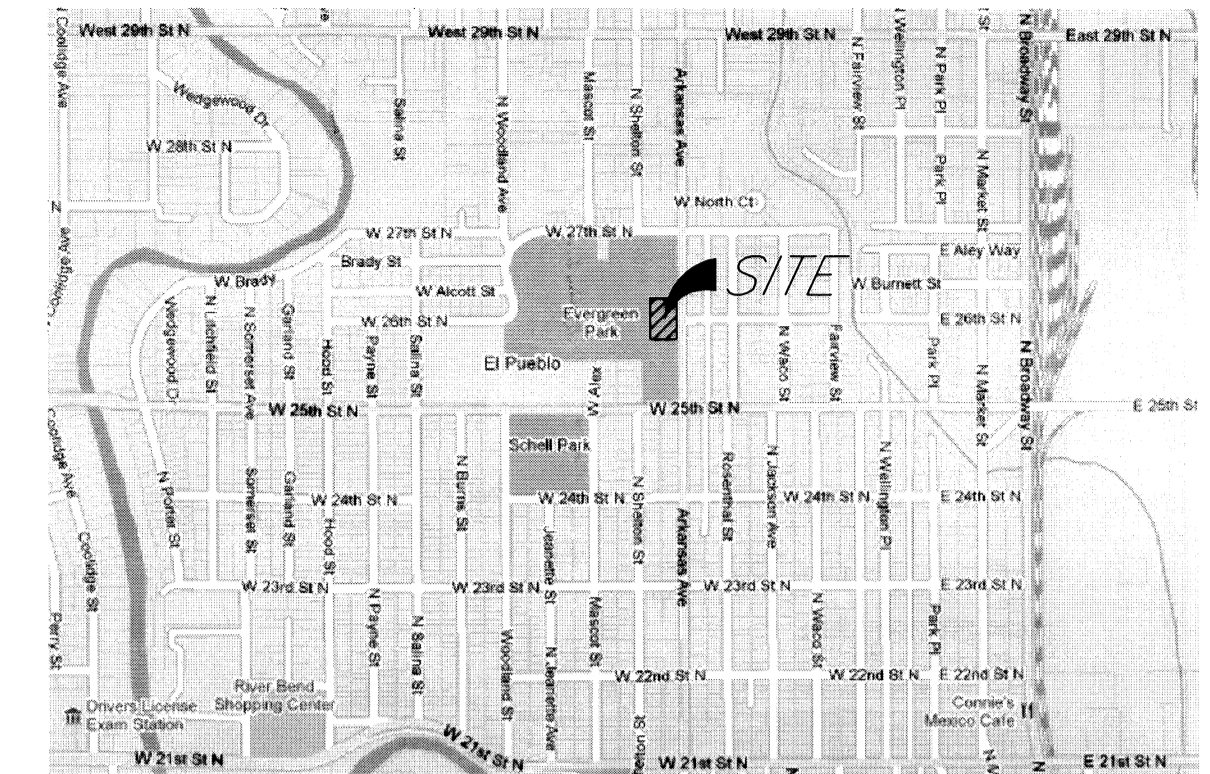 West 29th St N
West 29th St N
West 29th St N
East 29th St N
N Coolidge Ave
Wedgewood Dr
Salina St
N Woodland Ave
Mascot St
N Shelton St
Arkansas Ave
N Fairview St
N Wellington Pl
N Park Pl
N Broadway St
W 28th St N
Park Pl
N Market St
W North Ct
W 27th St N
W 27th St N
E Aley Way
Brady St
SITE
W Brady
W Alcott St
W Burnett St
Evergreen
Park
W 26th St N
E 26th St N
Wedgewood Dr
N Litchfield St
N Somerset Ave
Garland St
Hood St
Payne St
Salina St
El Pueblo
W Alex
N Waco St
Fairview St
Park Pl
N Market St
N Broadway St
W 25th St N
W 25th St N
E 25th St
Coolidge Ave
Schell Park
N Porter St
Somerset St
Garland St
W 24th St N
Hood St
N Burns St
W 24th St N
N Shelton St
Rosenthal St
N Jackson Ave
W 24th St N
N Wellington Pl
E 24th St N
Coolidge St
Jeanette St
Arkansas Ave
W 23rd St N
W 23rd St N
W 23rd St N
E 23rd St N
Perry St
N Payne St
N Salina St
Woodland St
N Jeanette Ave
Mascot St
N Waco St
Park Pl
W 22nd St N
W 22nd St N
E 22nd St N
River Bend
Shopping Center
Drivers License
Exam Station
Connie's
Mexico Cafe
W 21st St N
W 21st St N
W 21st St N
E 21st St N